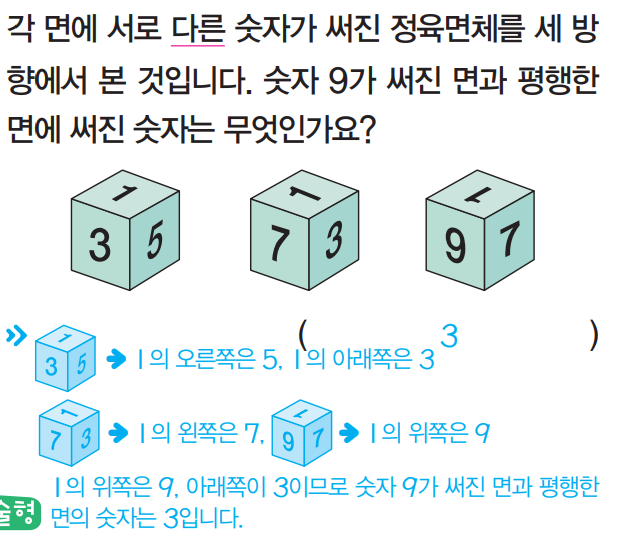 각 면에 서로 다른 숫자가 써진 정육면체를 세 방
향에서 본 것입니다. 숫자 9가 써진 면과 평행한
면에 써진 숫자는 무엇인가요?
1 3 5
1 7 3
1 9 7
( 3 )
1 3 5 ➔ 1의 오른쪽은 5, 1의 아래쪽은 3
1 7 3 ➔ 1의 왼쪽은 7, 1 9 7 ➔ 1의 위쪽은 9
1의 위쪽은 9, 아래쪽이 3이므로 숫자 9가 써진 면과 평행한
술형 면의 숫자는 3입니다.